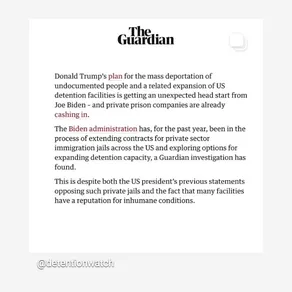 The
Guardian
Donald Trump's plan for the mass deportation of
undocumented people and a related expansion of US
detention facilities is getting an unexpected head start from
Joe Biden – and private prison companies are already
cashing in.
The Biden administration has, for the past year, been in the
process of extending contracts for private sector
immigration jails across the US and exploring options for
expanding detention capacity, a Guardian investigation has
found.
This is despite both the US president's previous statements
opposing such private jails and the fact that many facilities
have a reputation for inhumane conditions.
@detentionwatch